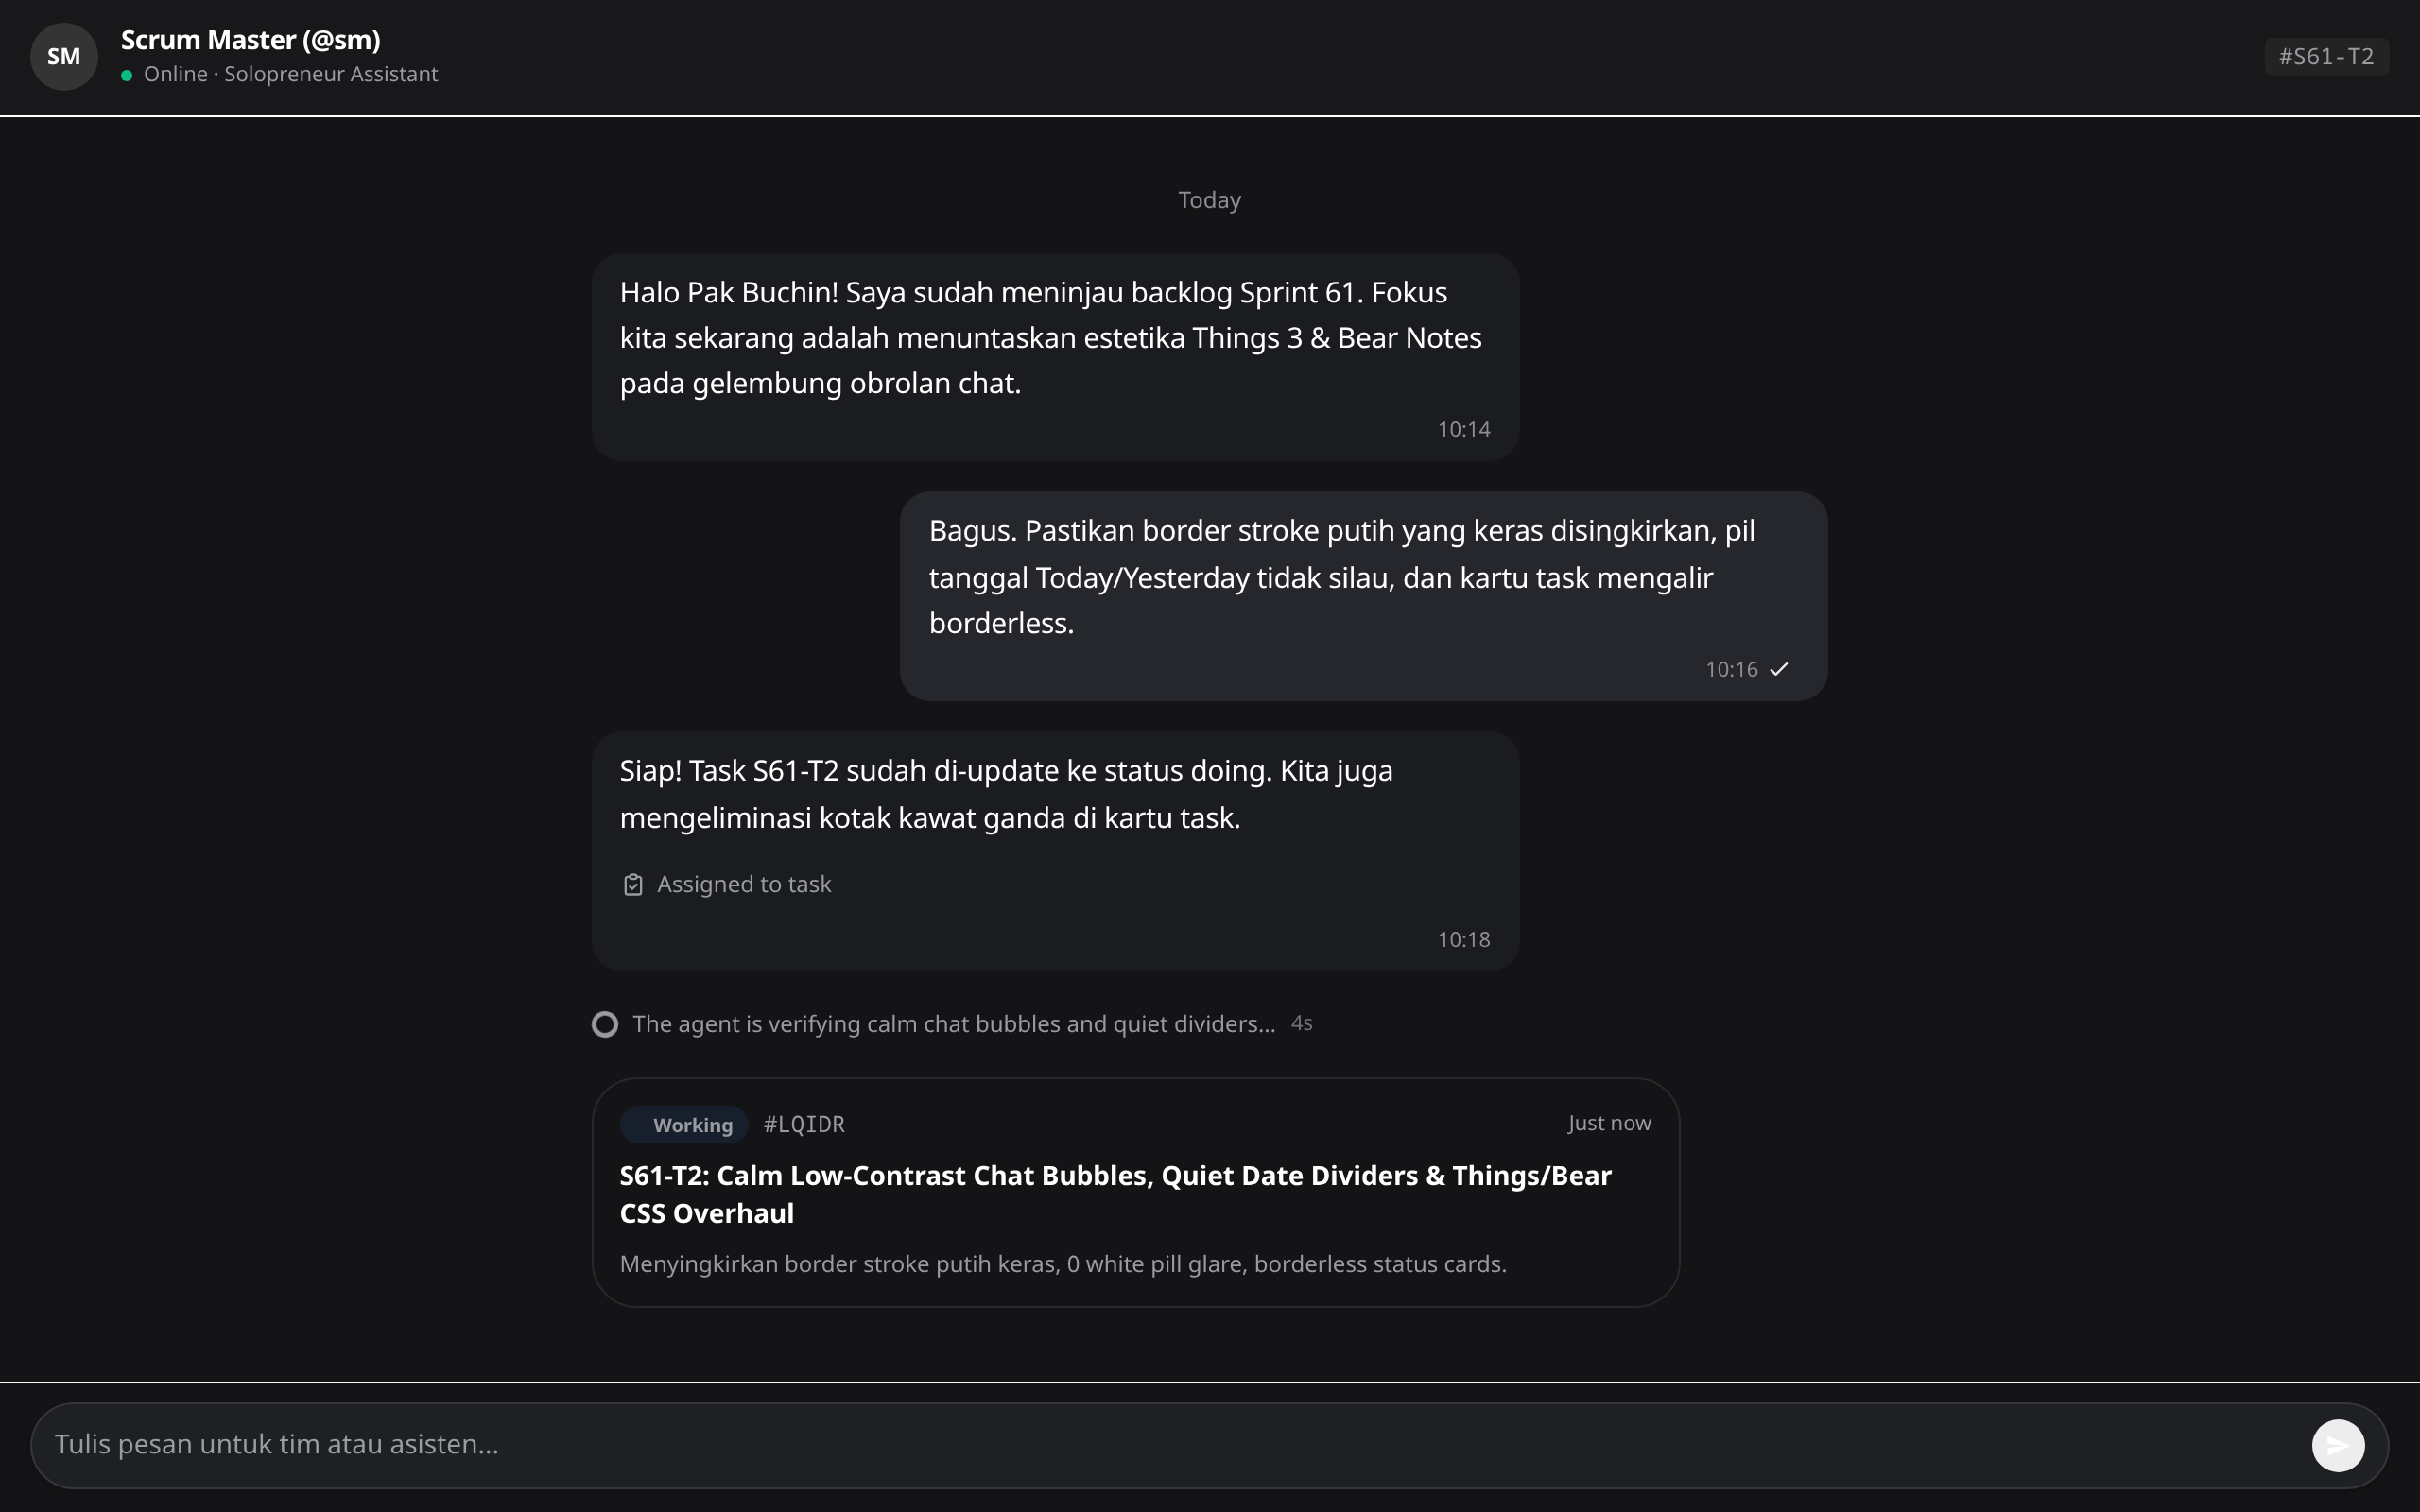 SM
Scrum Master (@sm)
Online · Solopreneur Assistant
#S61-T2
Today
Halo Pak Buchin! Saya sudah meninjau backlog Sprint 61. Fokus
kita sekarang adalah menuntaskan estetika Things 3 & Bear Notes
pada gelembung obrolan chat.
10:14
Bagus. Pastikan border stroke putih yang keras disingkirkan, pil
tanggal Today/Yesterday tidak silau, dan kartu task mengalir
borderless.
10:16
Siap! Task S61-T2 sudah di-update ke status doing. Kita juga
mengeliminasi kotak kawat ganda di kartu task.
Assigned to task
10:18
The agent is verifying calm chat bubbles and quiet dividers... 4s
Working #LQIDR Just now
S61-T2: Calm Low-Contrast Chat Bubbles, Quiet Date Dividers & Things/Bear
CSS Overhaul
Menyingkirkan border stroke putih keras, 0 white pill glare, borderless status cards.
Tulis pesan untuk tim atau asisten...